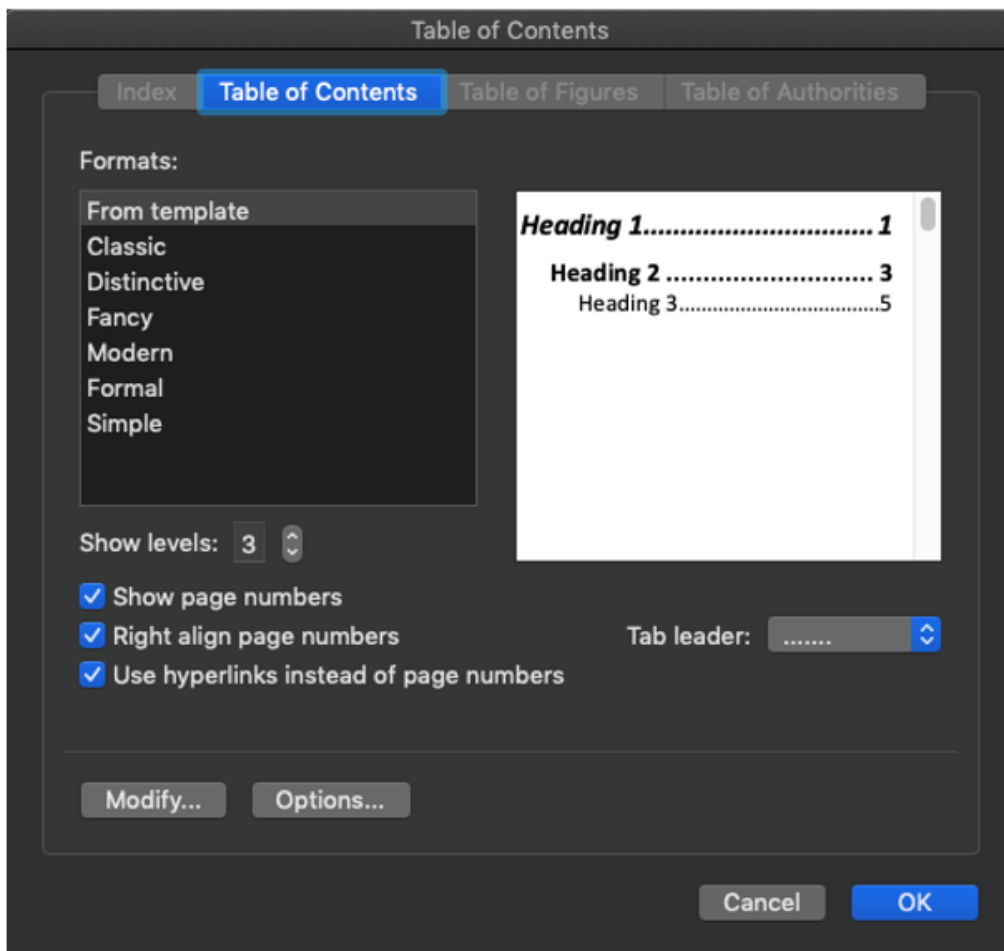 Table of Contents
Index Table of Contents Table of Figures Table of Authorities
Formats:
From template
Classic
Distinctive
Fancy
Modern
Formal
Simple
Heading 1.............................. 1
Heading 2 ............................ 3
Heading 3.....................................5
Show levels: 3
Show page numbers
Right align page numbers
Tab leader: .......
Use hyperlinks instead of page numbers
Modify... Options...
Cancel OK